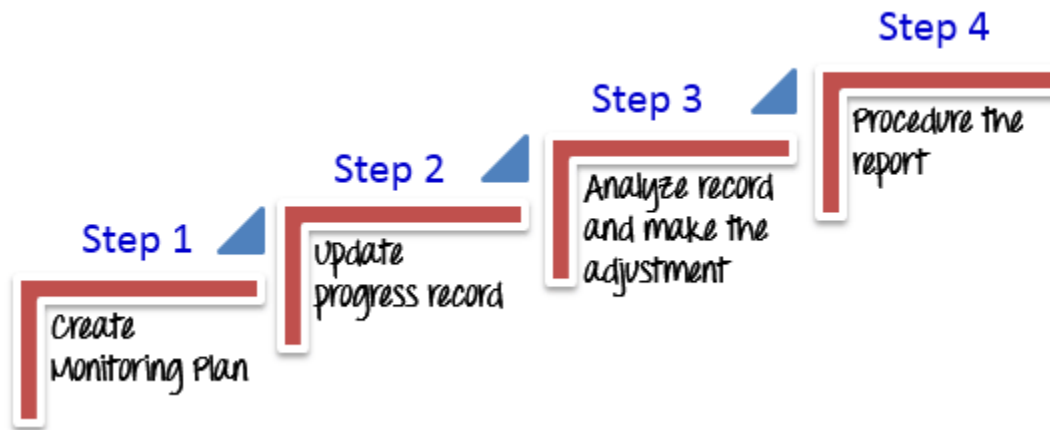 Step 1
Create
Monitoring Plan
Step 2
Update
progress record
Step 3
Analyze record
and make the
adjustment
Step 4
Procedure the
report